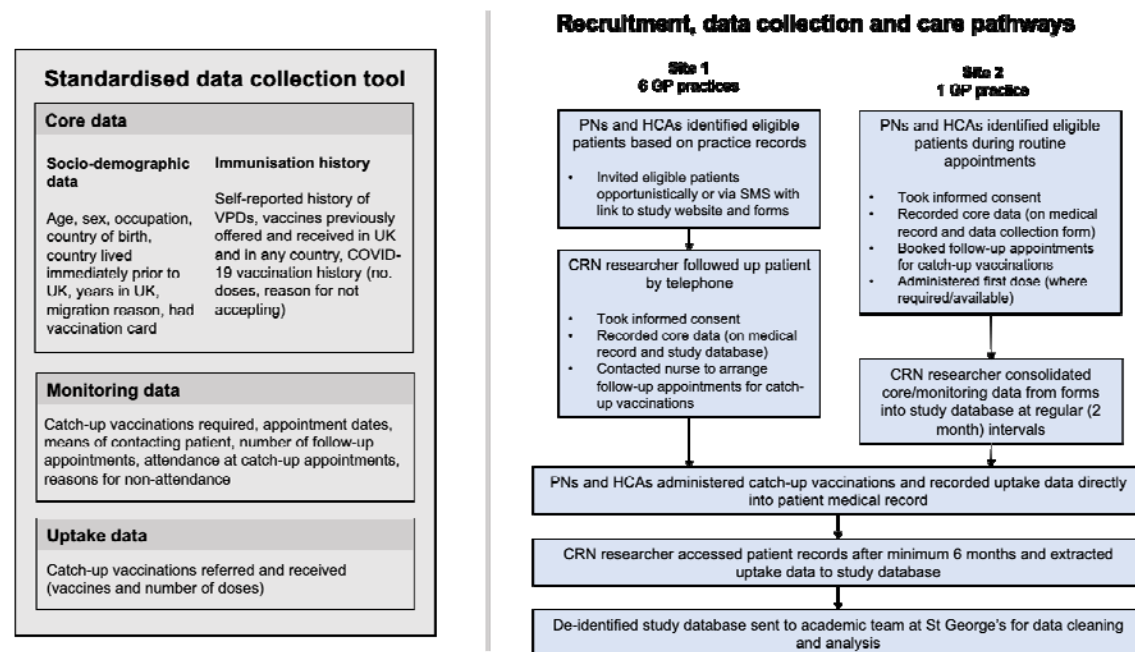 Standardised data collection tool
Core data
Socio-demographic
data
Age, sex, occupation,
country of birth,
country lived
immediately prior to
UK, years in UK,
migration reason, had
vaccination card
Immunisation history
Self-reported history of
VPDs, vaccines previously
offered and received in UK
and in any country, COVID-
19 vaccination history (no.
doses, reason for not
accepting)
Monitoring data
Catch-up vaccinations required, appointment dates,
means of contacting patient, number of follow-up
appointments, attendance at catch-up appointments,
reasons for non-attendance
Uptake data
Catch-up vaccinations referred and received
(vaccines and number of doses)
Recruitment, data collection and care pathways
Site 1
6 GP practices
PNs and HCAs identified eligible
patients based on practice records
• Invited eligible patients
opportunistically or via SMS with
link to study website and forms
CRN researcher followed up patient
by telephone
• Took informed consent
• Recorded core data (on medical
record and study database)
• Contacted nurse to arrange
follow-up appointments for catch-
up vaccinations
Site 2
1 GP practice
PNs and HCAs identified eligible
patients during routine
appointments
• Took informed consent
• Recorded core data (on medical
record and data collection form)
• Booked follow-up appointments
for catch-up vaccinations
• Administered first dose (where
required/available)
CRN researcher consolidated
core/monitoring data from forms
into study database at regular (2
month) intervals
PNs and HCAs administered catch-up vaccinations and recorded uptake data directly
into patient medical record
CRN researcher accessed patient records after minimum 6 months and extracted
uptake data to study database
De-identified study database sent to academic team at St George's for data cleaning
and analysis